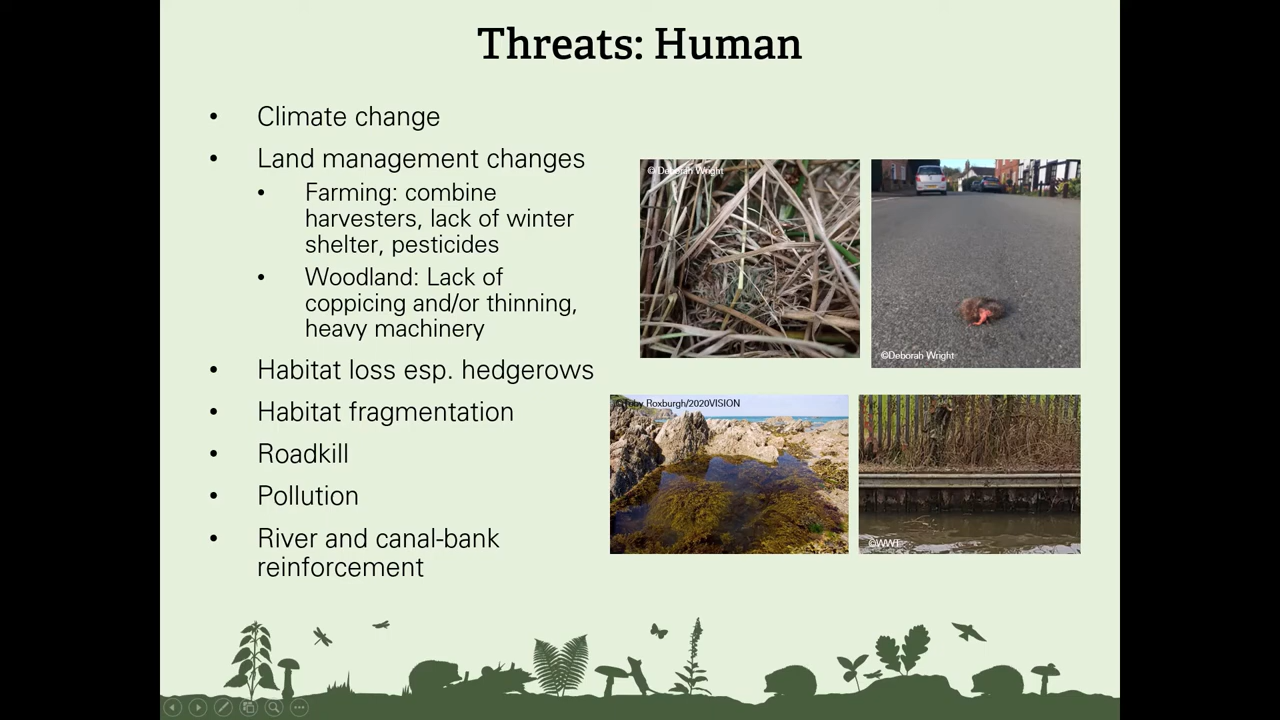 Threats: Human
• Climate change
• Land management changes
• Farming: combine
harvesters, lack of winter
shelter, pesticides
• Woodland: Lack of
coppicing and/or thinning,
heavy machinery
• Habitat loss esp. hedgerows
• Habitat fragmentation
• Roadkill
• Pollution
• River and canal-bank
reinforcement
©Deborah Wright
©Deborah Wright
Roxburgh/2020VISION
©WWT